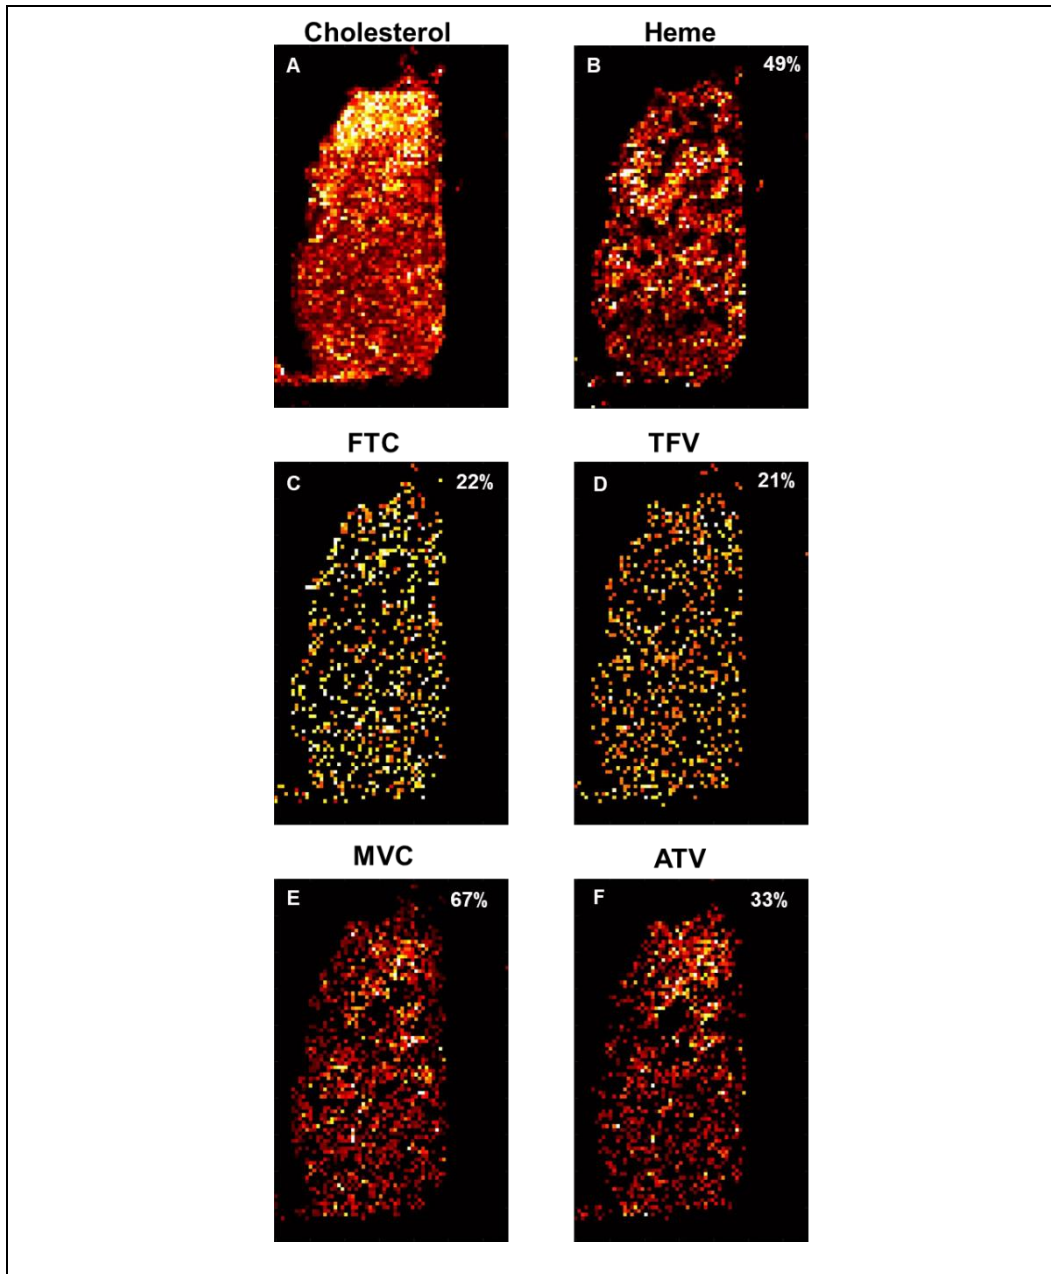 Cholesterol Heme
A B 49%
FTC TFV
C 22% D 21%
MVC ATV
E 67% F 33%